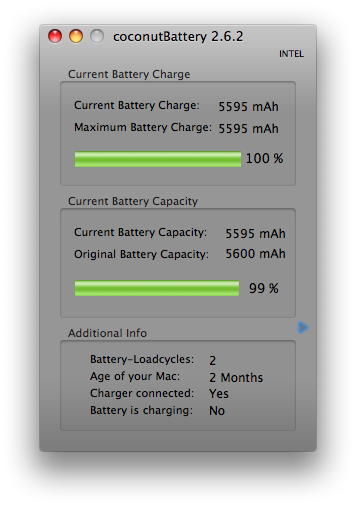 coconutBattery 2.6.2
INTEL
Current Battery Charge
Current Battery Charge: 5595 mAh
Maximum Battery Charge: 5595 mAh
100 %
Current Battery Capacity
Current Battery Capacity: 5595 mAh
Original Battery Capacity: 5600 mAh
99 %
Additional Info
Battery-Loadcycles: 2
Age of your Mac: 2 Months
Charger connected: Yes
Battery is charging: No